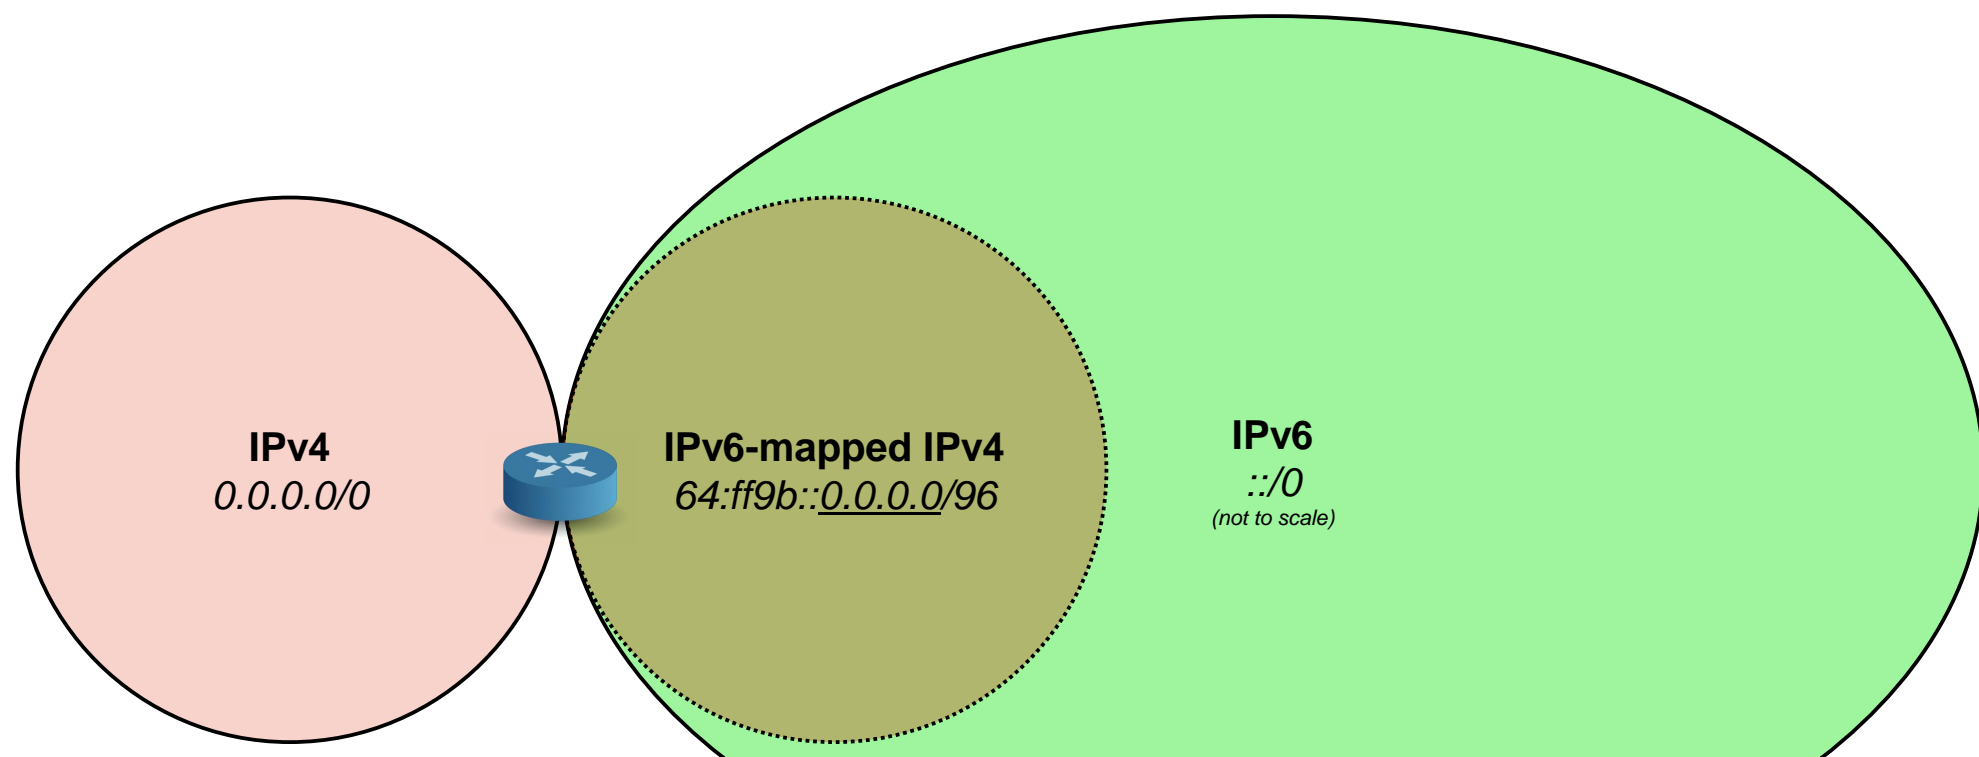 IPv4
0.0.0.0/0
IPv6-mapped IPv4
64:ff9b::0.0.0.0/96
IPv6
::/0
(not to scale)